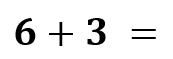 6 + 3 =